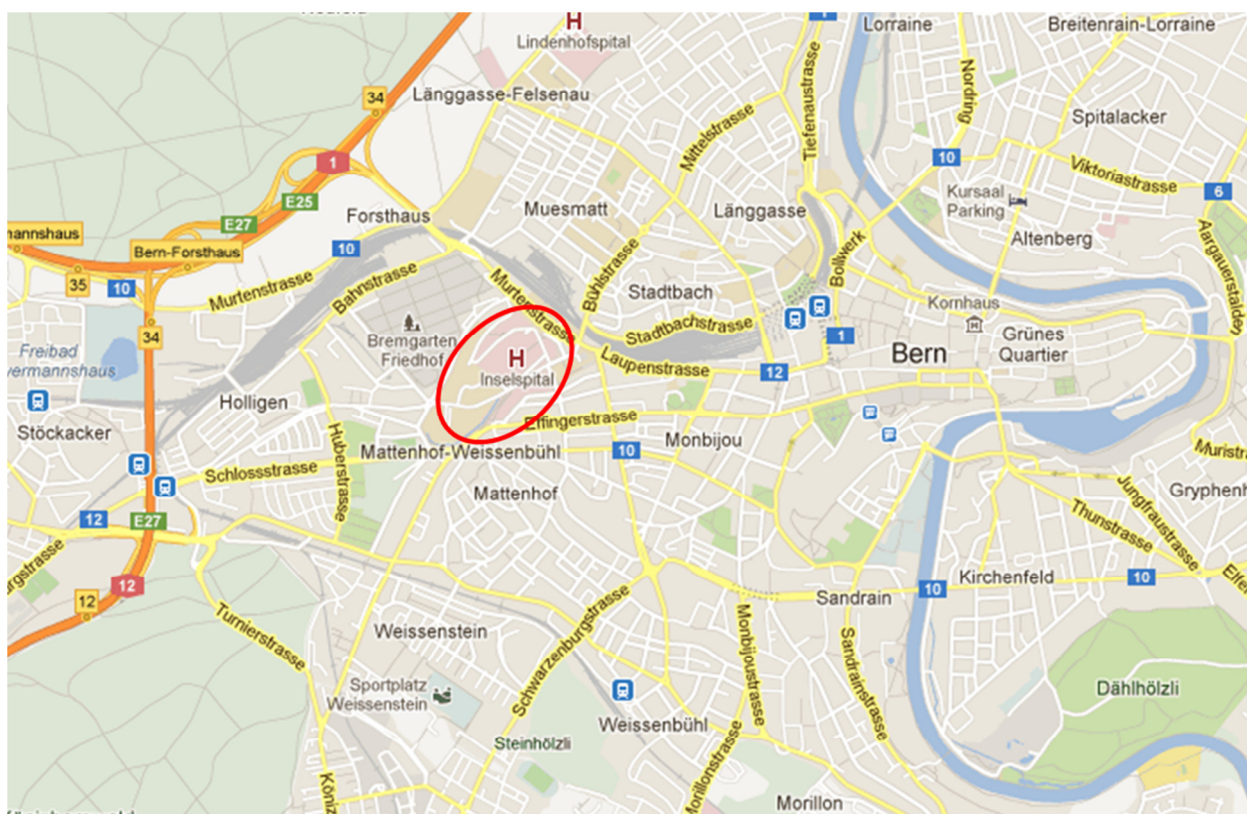 H
Lindenhofspital
Länggasse-Felsenau
1
Lorraine
Breitenrain-Lorraine
34
Mittelstrasse
Tiefenaustrasse
Nordring
Spitalacker
1
10
Viktoriastrasse
6
E25
E27
Forsthaus
Muesmatt
Länggasse
Kursaal
Parking
Altenberg
Aargauerstalden
Bern-Forsthaus
10
35
10
Murtenstrasse
Bahnstrasse
Murtenstrasse
Bühlstrasse
Stadtbach
Bollwerk
Kornhaus
34
Bremgarten
Friedhof
Stadtbachstrasse
1
Grünes
Quartier
Freibad
H
Inselspital
Laupenstrasse
12
Bern
Holligen
Stöckacker
Effingerstrasse
Monbijou
Huberstrasse
Mattenhof-Weissenbühl
10
Schlossstrasse
Mattenhof
12
E27
Jungfraustrasse
Thunstrasse
12
12
Kirchenfeld
10
10
Sandrain
Turnierstrasse
Weissenstein
Schwarzenburgstrasse
Monbijoustrasse
Sandrainstrasse
Sportplatz
Weissenstein
Dählhölzli
Weissenbühl
Steinhölzli
Morillonstrasse
Morillon